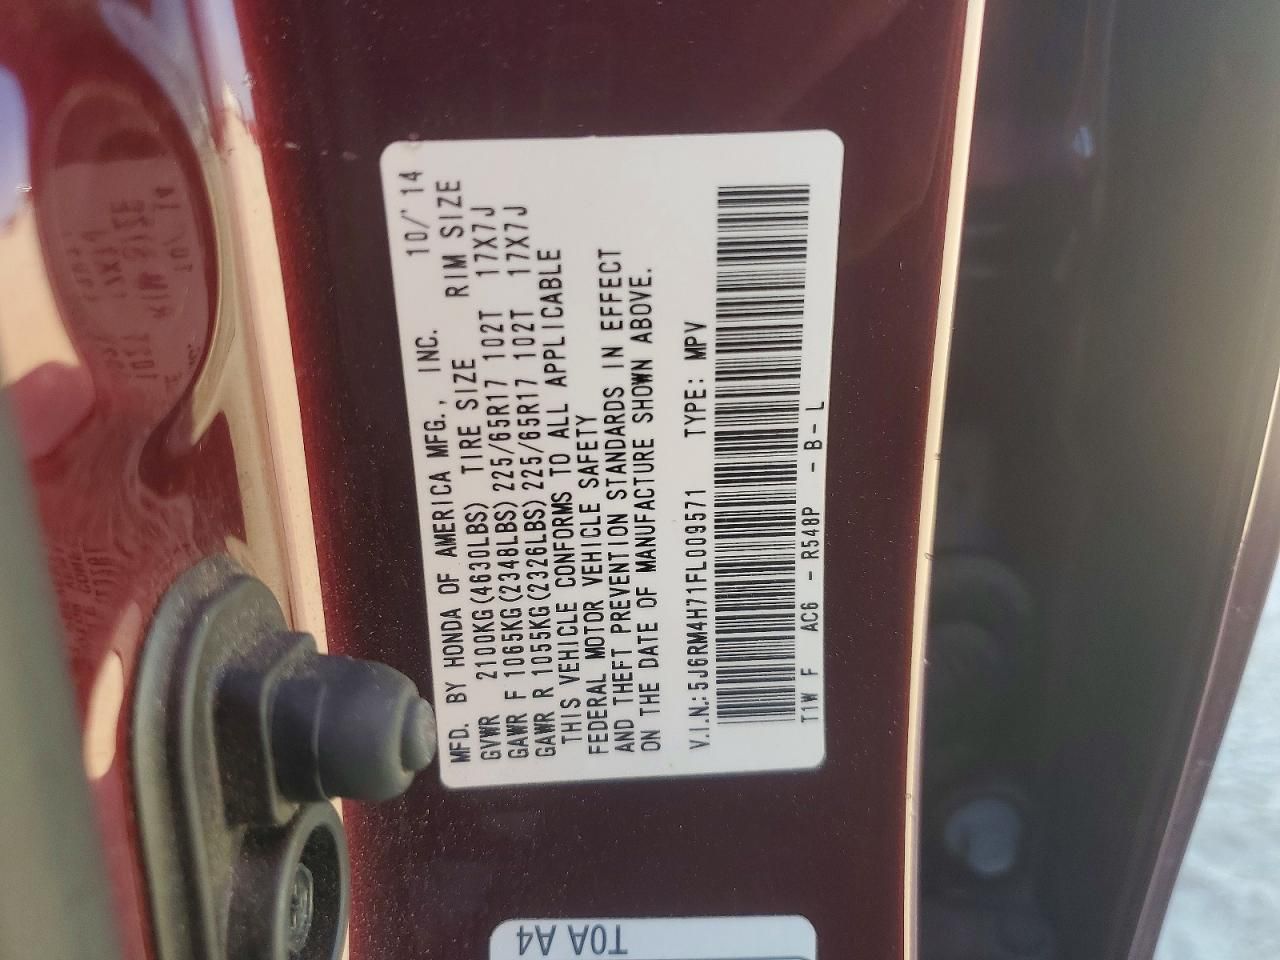 MFD. BY HONDA OF AMERICA MFG., INC. 10/'14
GVWR 2100KG(4630LBS) TIRE SIZE RIM SIZE
GAWR F 1065KG(2348LBS) 225/65R17 102T 17X7J
GAWR R 1055KG(2326LBS) 225/65R17 102T 17X7J
THIS VEHICLE CONFORMS TO ALL APPLICABLE
FEDERAL MOTOR VEHICLE SAFETY
AND THEFT PREVENTION STANDARDS IN EFFECT
ON THE DATE OF MANUFACTURE SHOWN ABOVE.
V.I.N.:5J6RM4H71FL009571 TYPE: MPV
T1W F AC6 - R548P - B - L
T0A A4